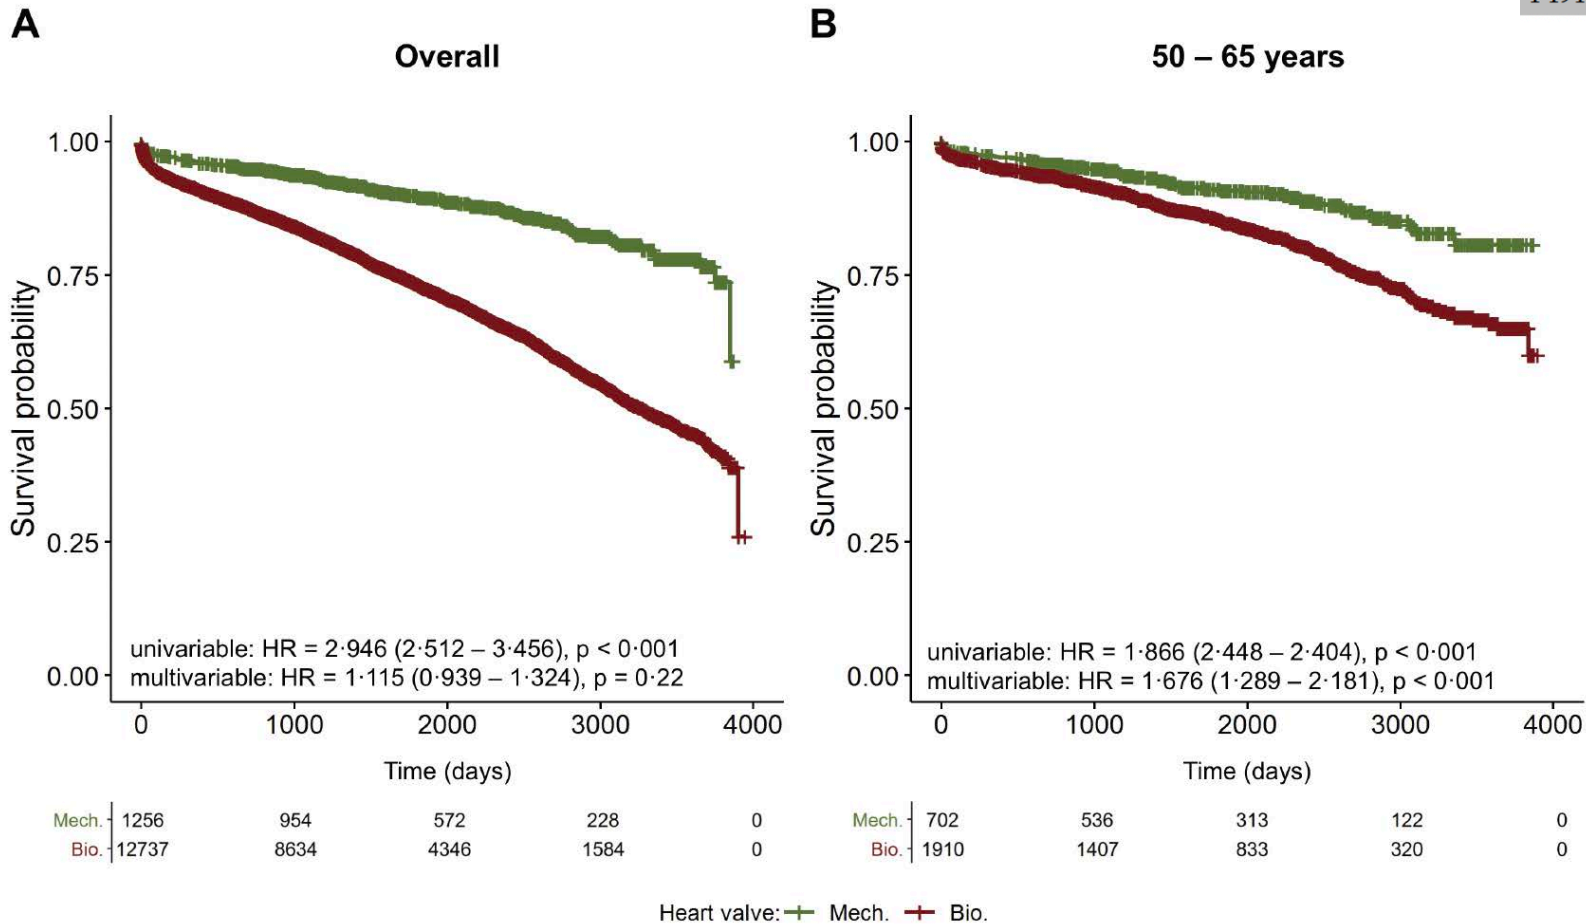 A
Overall
Survival probability
1.00
0.75
0.50
0.25
0.00
univariable: HR = 2·946 (2·512 – 3·456), p < 0·001
multivariable: HR = 1·115 (0·939 – 1·324), p = 0·22
0 1000 2000 3000 4000
Time (days)
Mech. 1256 954 572 228 0
Bio. 12737 8634 4346 1584 0
B
50 – 65 years
Survival probability
1.00
0.75
0.50
0.25
0.00
univariable: HR = 1·866 (2·448 – 2·404), p < 0·001
multivariable: HR = 1·676 (1·289 – 2·181), p < 0·001
0 1000 2000 3000 4000
Time (days)
Mech. 702 536 313 122 0
Bio. 1910 1407 833 320 0
Heart valve: Mech. Bio.